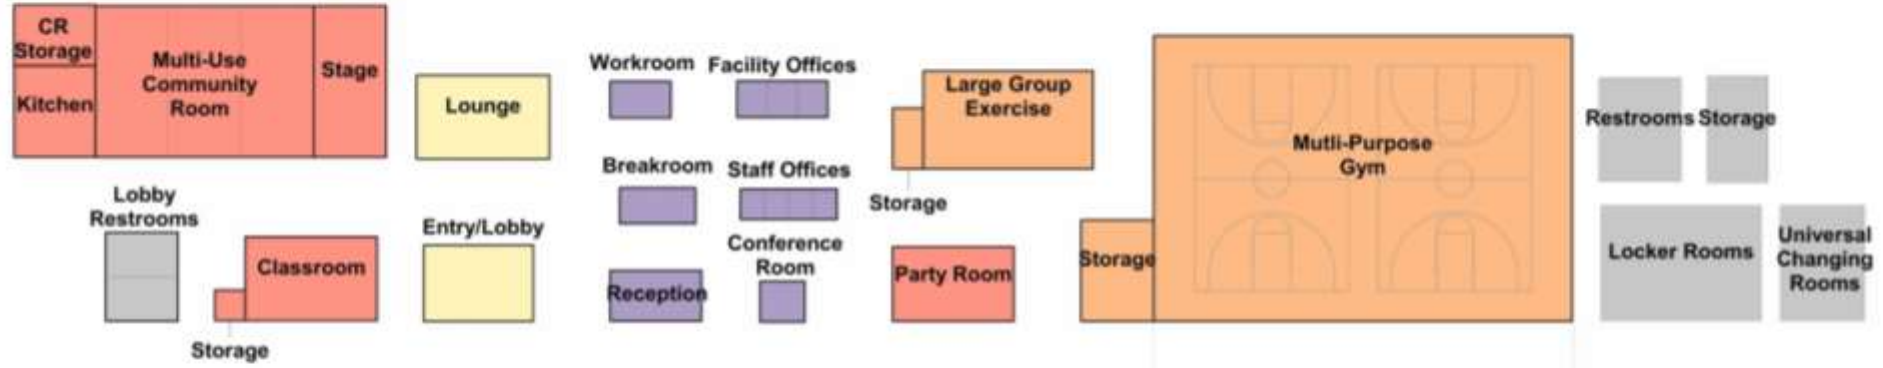 CR
Storage
Kitchen
Multi-Use
Community
Room
Stage
Lounge
Workroom
Facility Offices
Large Group
Exercise
Mutli-Purpose
Gym
Restrooms
Storage
Breakroom
Staff Offices
Storage
Lobby
Restrooms
Classroom
Storage
Entry/Lobby
Reception
Conference
Room
Party Room
Storage
Locker Rooms
Universal
Changing
Rooms